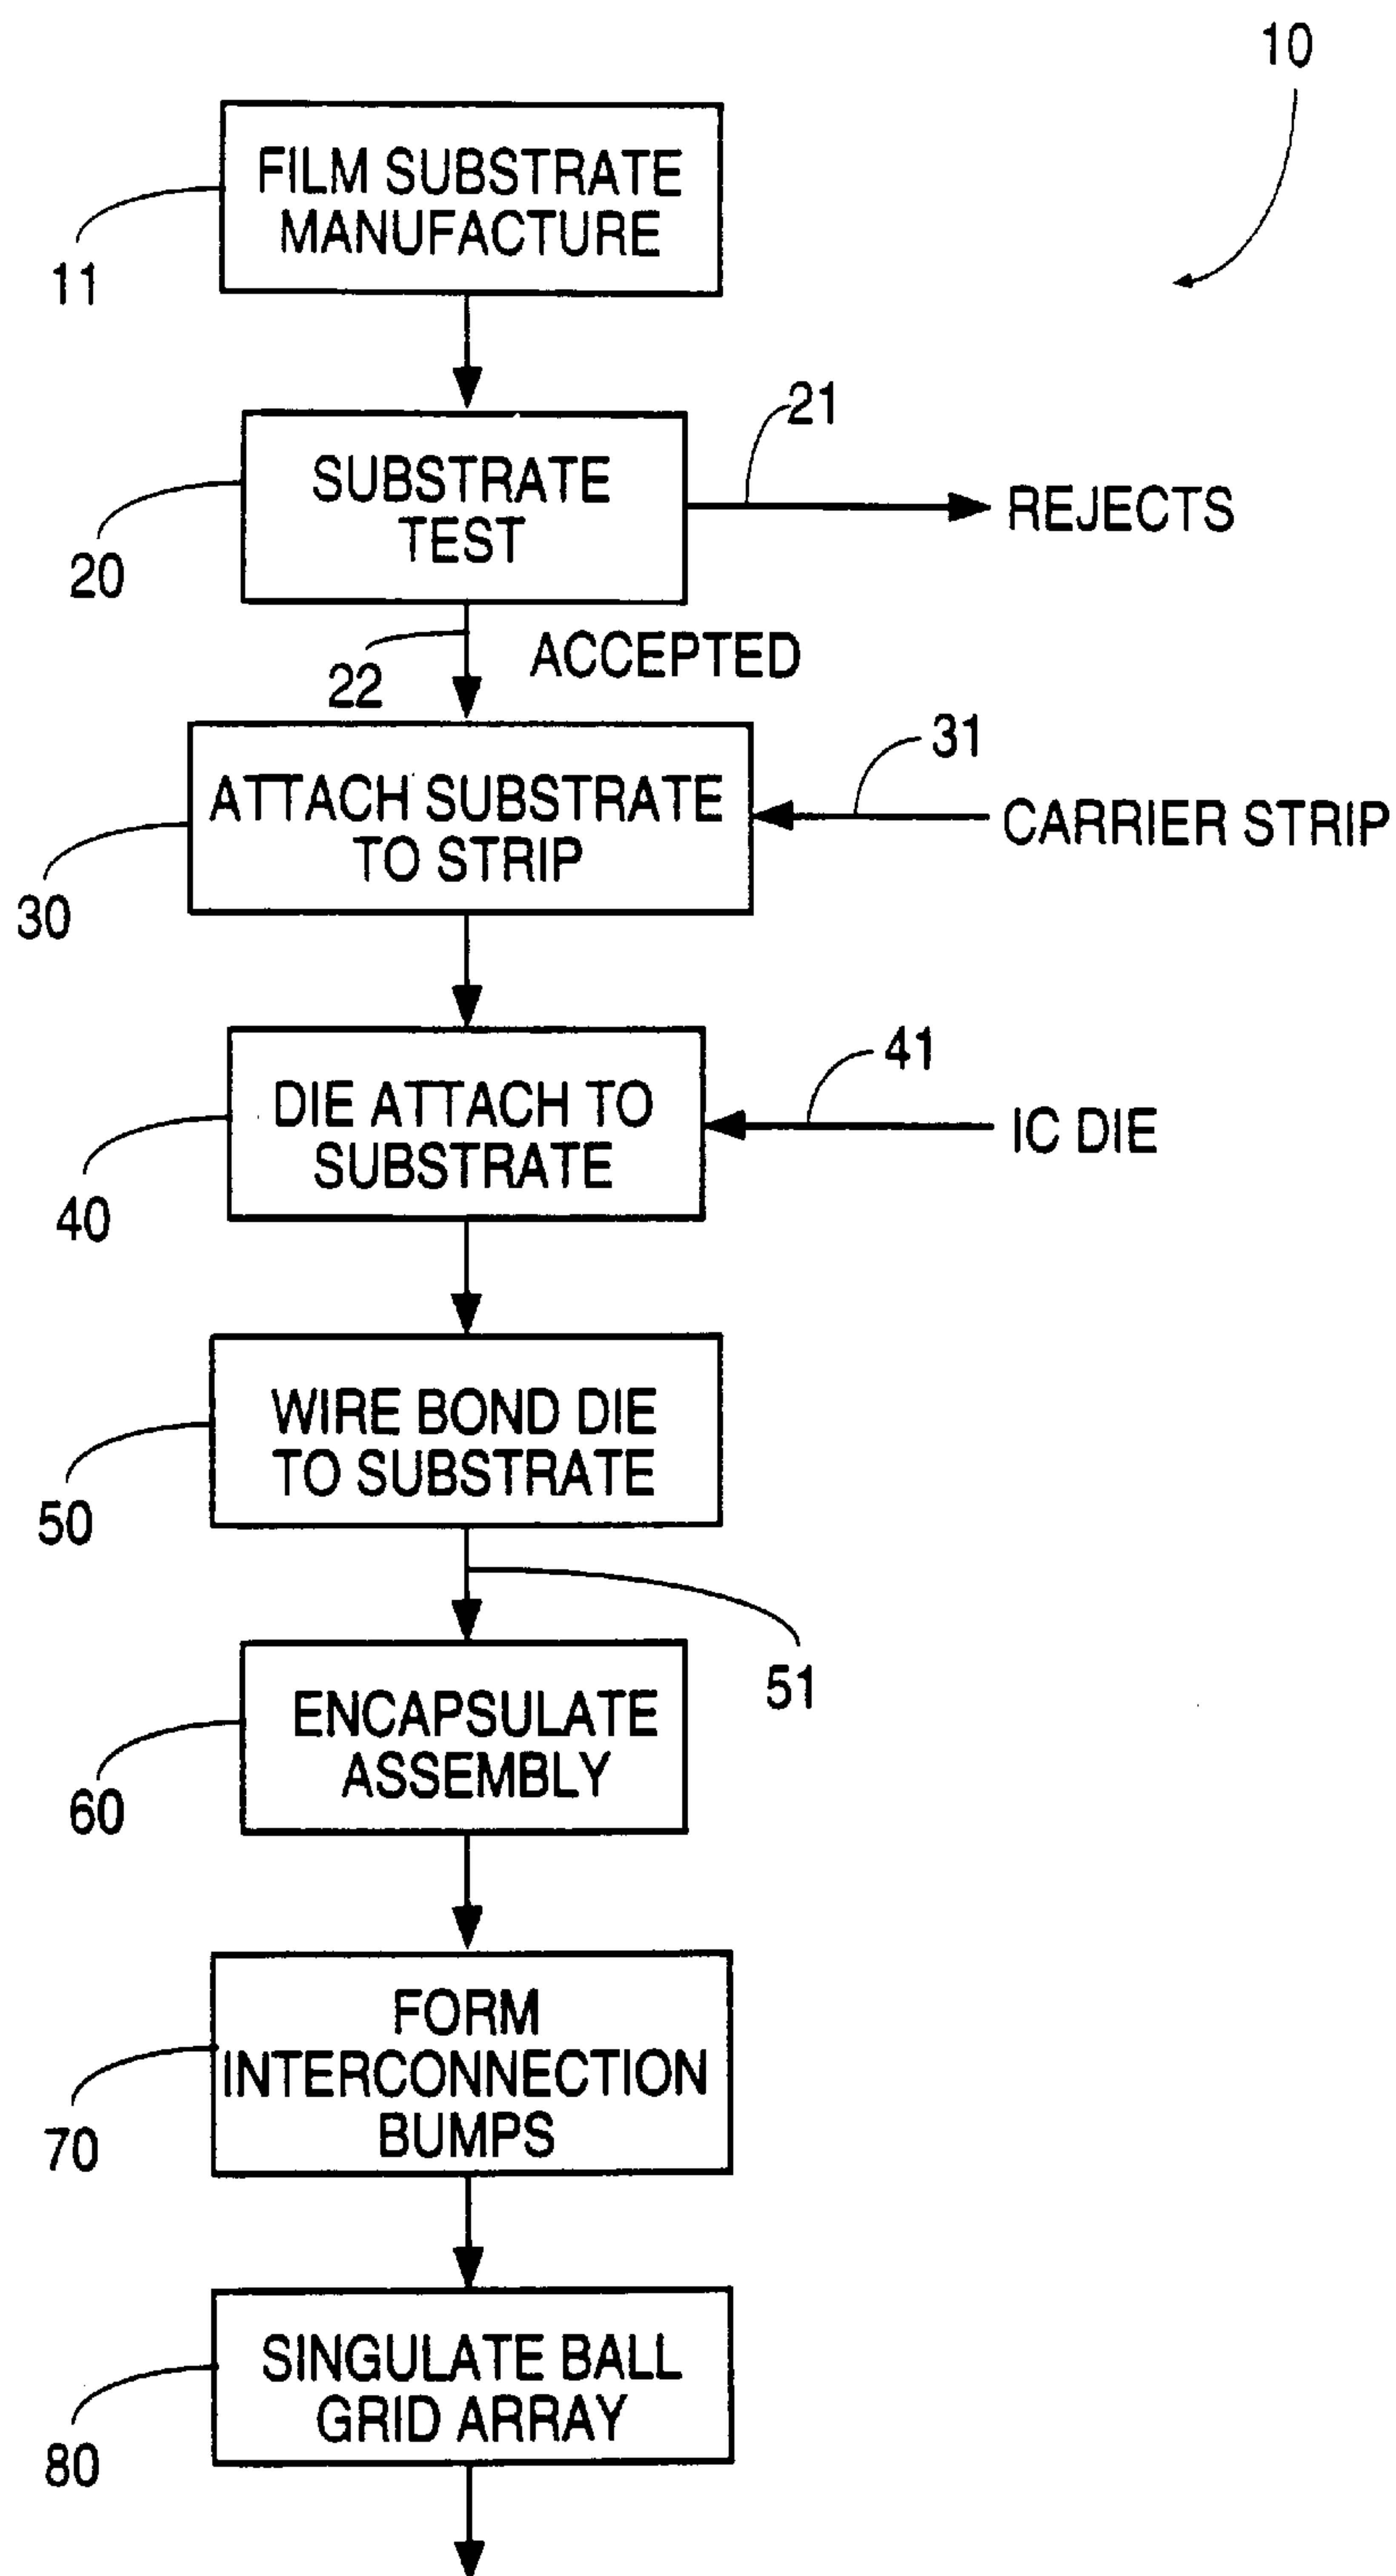 10
FILM SUBSTRATE
MANUFACTURE
11
21
SUBSTRATE
TEST
REJECTS
20
22
ACCEPTED
31
ATTACH SUBSTRATE
TO STRIP
CARRIER STRIP
30
41
DIE ATTACH TO
SUBSTRATE
IC DIE
40
WIRE BOND DIE
TO SUBSTRATE
50
51
ENCAPSULATE
ASSEMBLY
60
FORM
INTERCONNECTION
BUMPS
70
SINGULATE BALL
GRID ARRAY
80